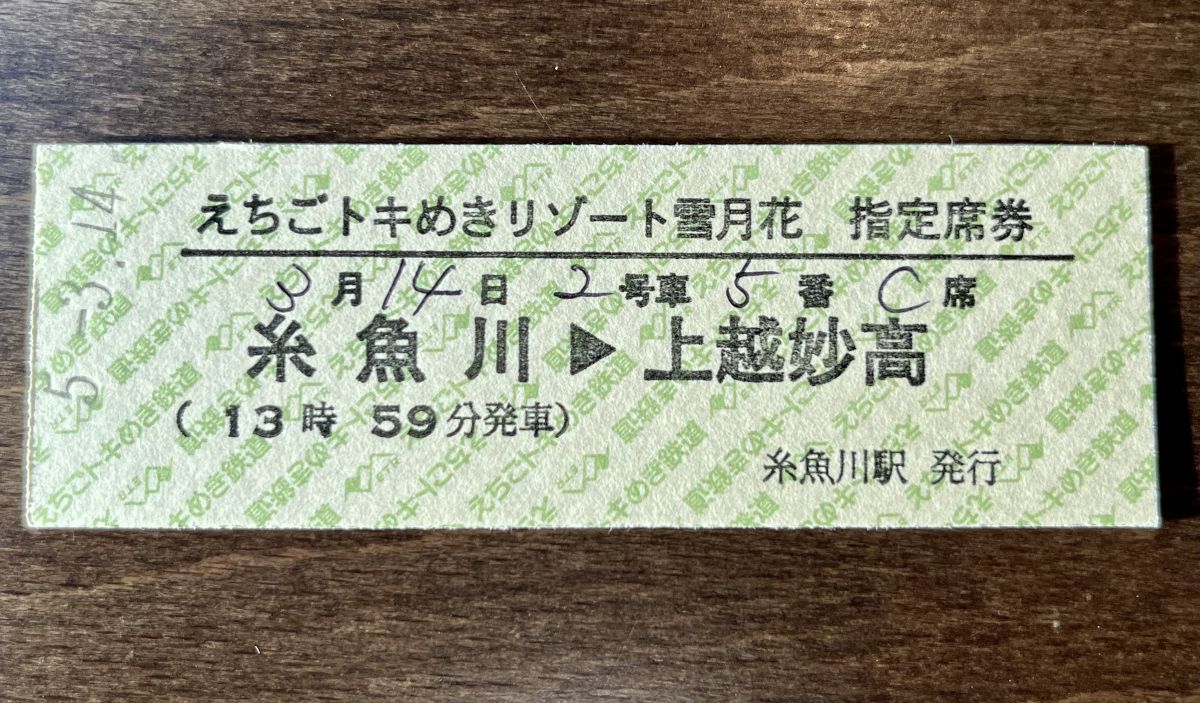 えちごトキめきリゾート雪月花 指定席券
3月14日 2号車 5番 C席
糸魚川▶上越妙高
(13時 59分発車)
糸魚川駅 発行
5-3.14